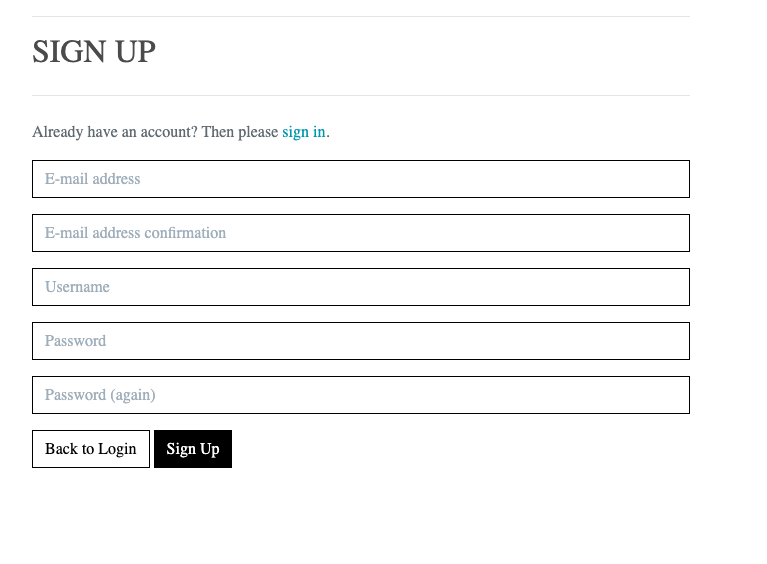 SIGN UP
Already have an account? Then please sign in.
E-mail address
E-mail address confirmation
Username
Password
Password (again)
Back to Login Sign Up